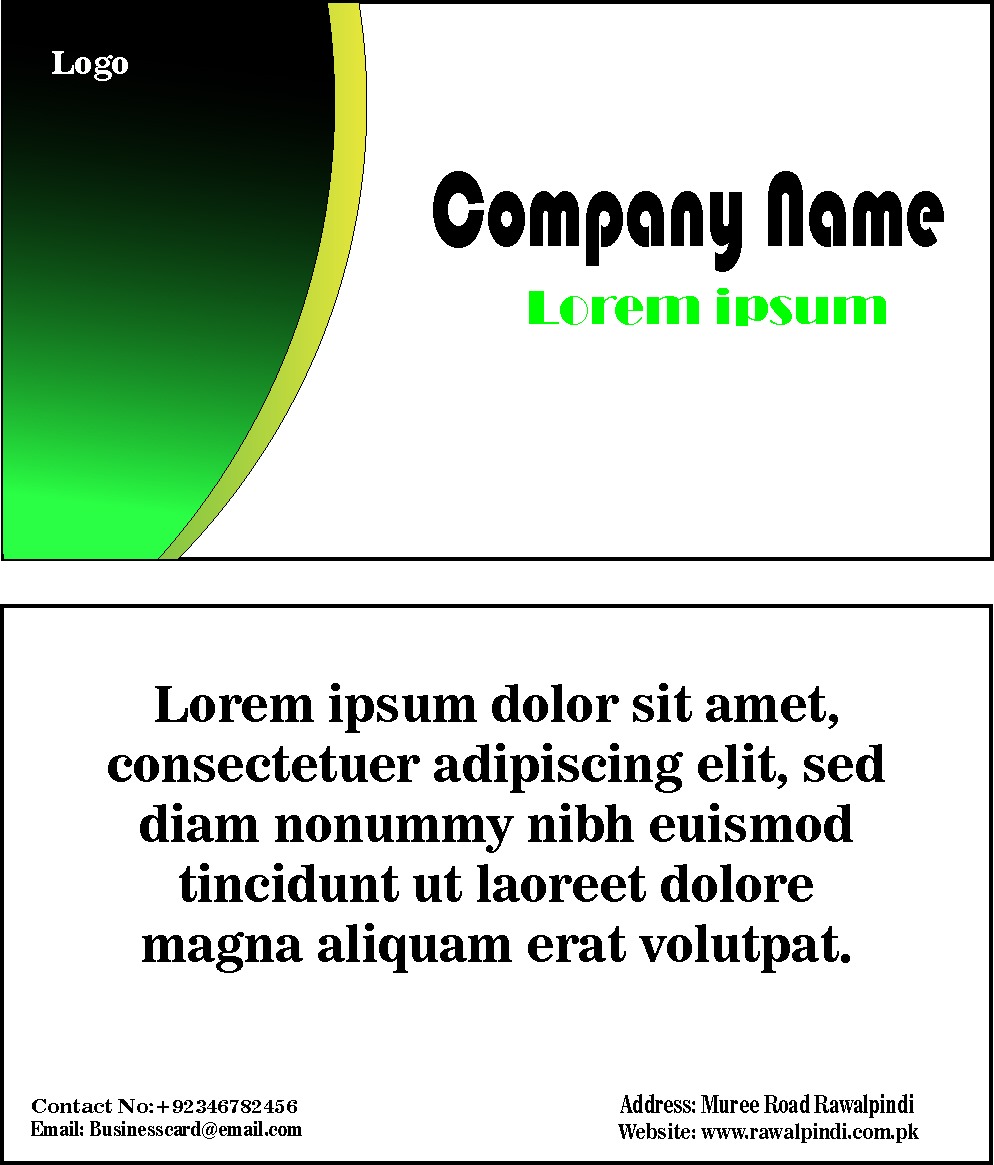 Logo
Company Name
Lorem ipsum
Lorem ipsum dolor sit amet,
consectetuer adipiscing elit, sed
diam nonummy nibh euismod
tincidunt ut laoreet dolore
magna aliquam erat volutpat.
Contact No:+92346782456
Email: Businesscard@email.com
Address: Muree Road Rawalpindi
Website: www.rawalpindi.com.pk